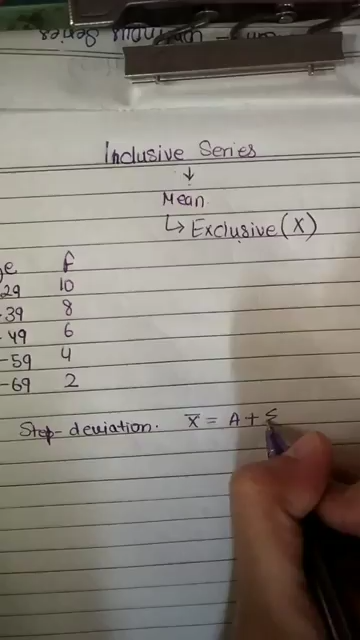 Inclusive Series
↓
Mean
↳ Exclusive (X)
f
29 10
-39 8
-49 6
-59 4
-69 2
Step-deviation. X̅ = A + Σ